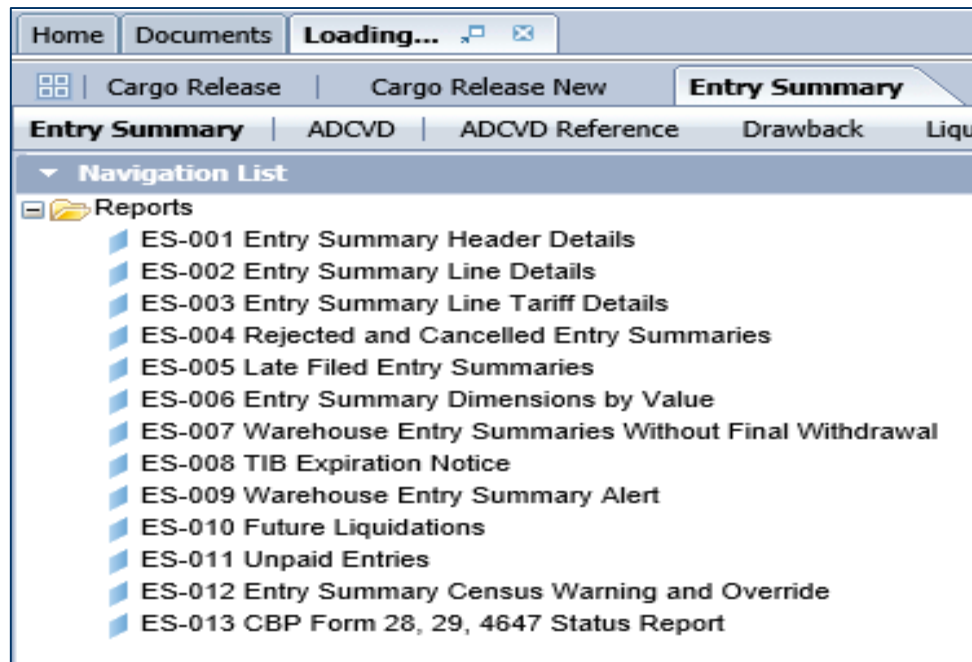 Home Documents Loading...
Cargo Release | Cargo Release New Entry Summary
Entry Summary | ADCVD | ADCVD Reference Drawback Liqu
Navigation List
Reports
ES-001 Entry Summary Header Details
ES-002 Entry Summary Line Details
ES-003 Entry Summary Line Tariff Details
ES-004 Rejected and Cancelled Entry Summaries
ES-005 Late Filed Entry Summaries
ES-006 Entry Summary Dimensions by Value
ES-007 Warehouse Entry Summaries Without Final Withdrawal
ES-008 TIB Expiration Notice
ES-009 Warehouse Entry Summary Alert
ES-010 Future Liquidations
ES-011 Unpaid Entries
ES-012 Entry Summary Census Warning and Override
ES-013 CBP Form 28, 29, 4647 Status Report